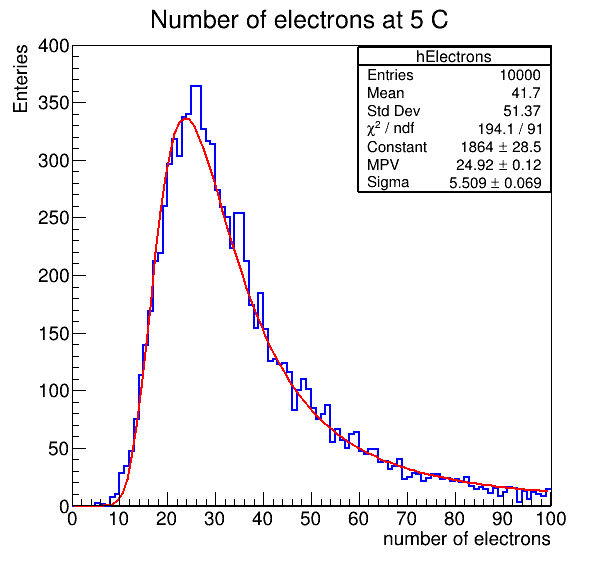 Number of electrons at 5 C
Enteries
hElectrons
Entries 10000
Mean 41.7
Std Dev 51.37
χ² / ndf 194.1 / 91
Constant 1864 ± 28.5
MPV 24.92 ± 0.12
Sigma 5.509 ± 0.069
400
350
300
250
200
150
100
50
0
0 10 20 30 40 50 60 70 80 90 100
number of electrons